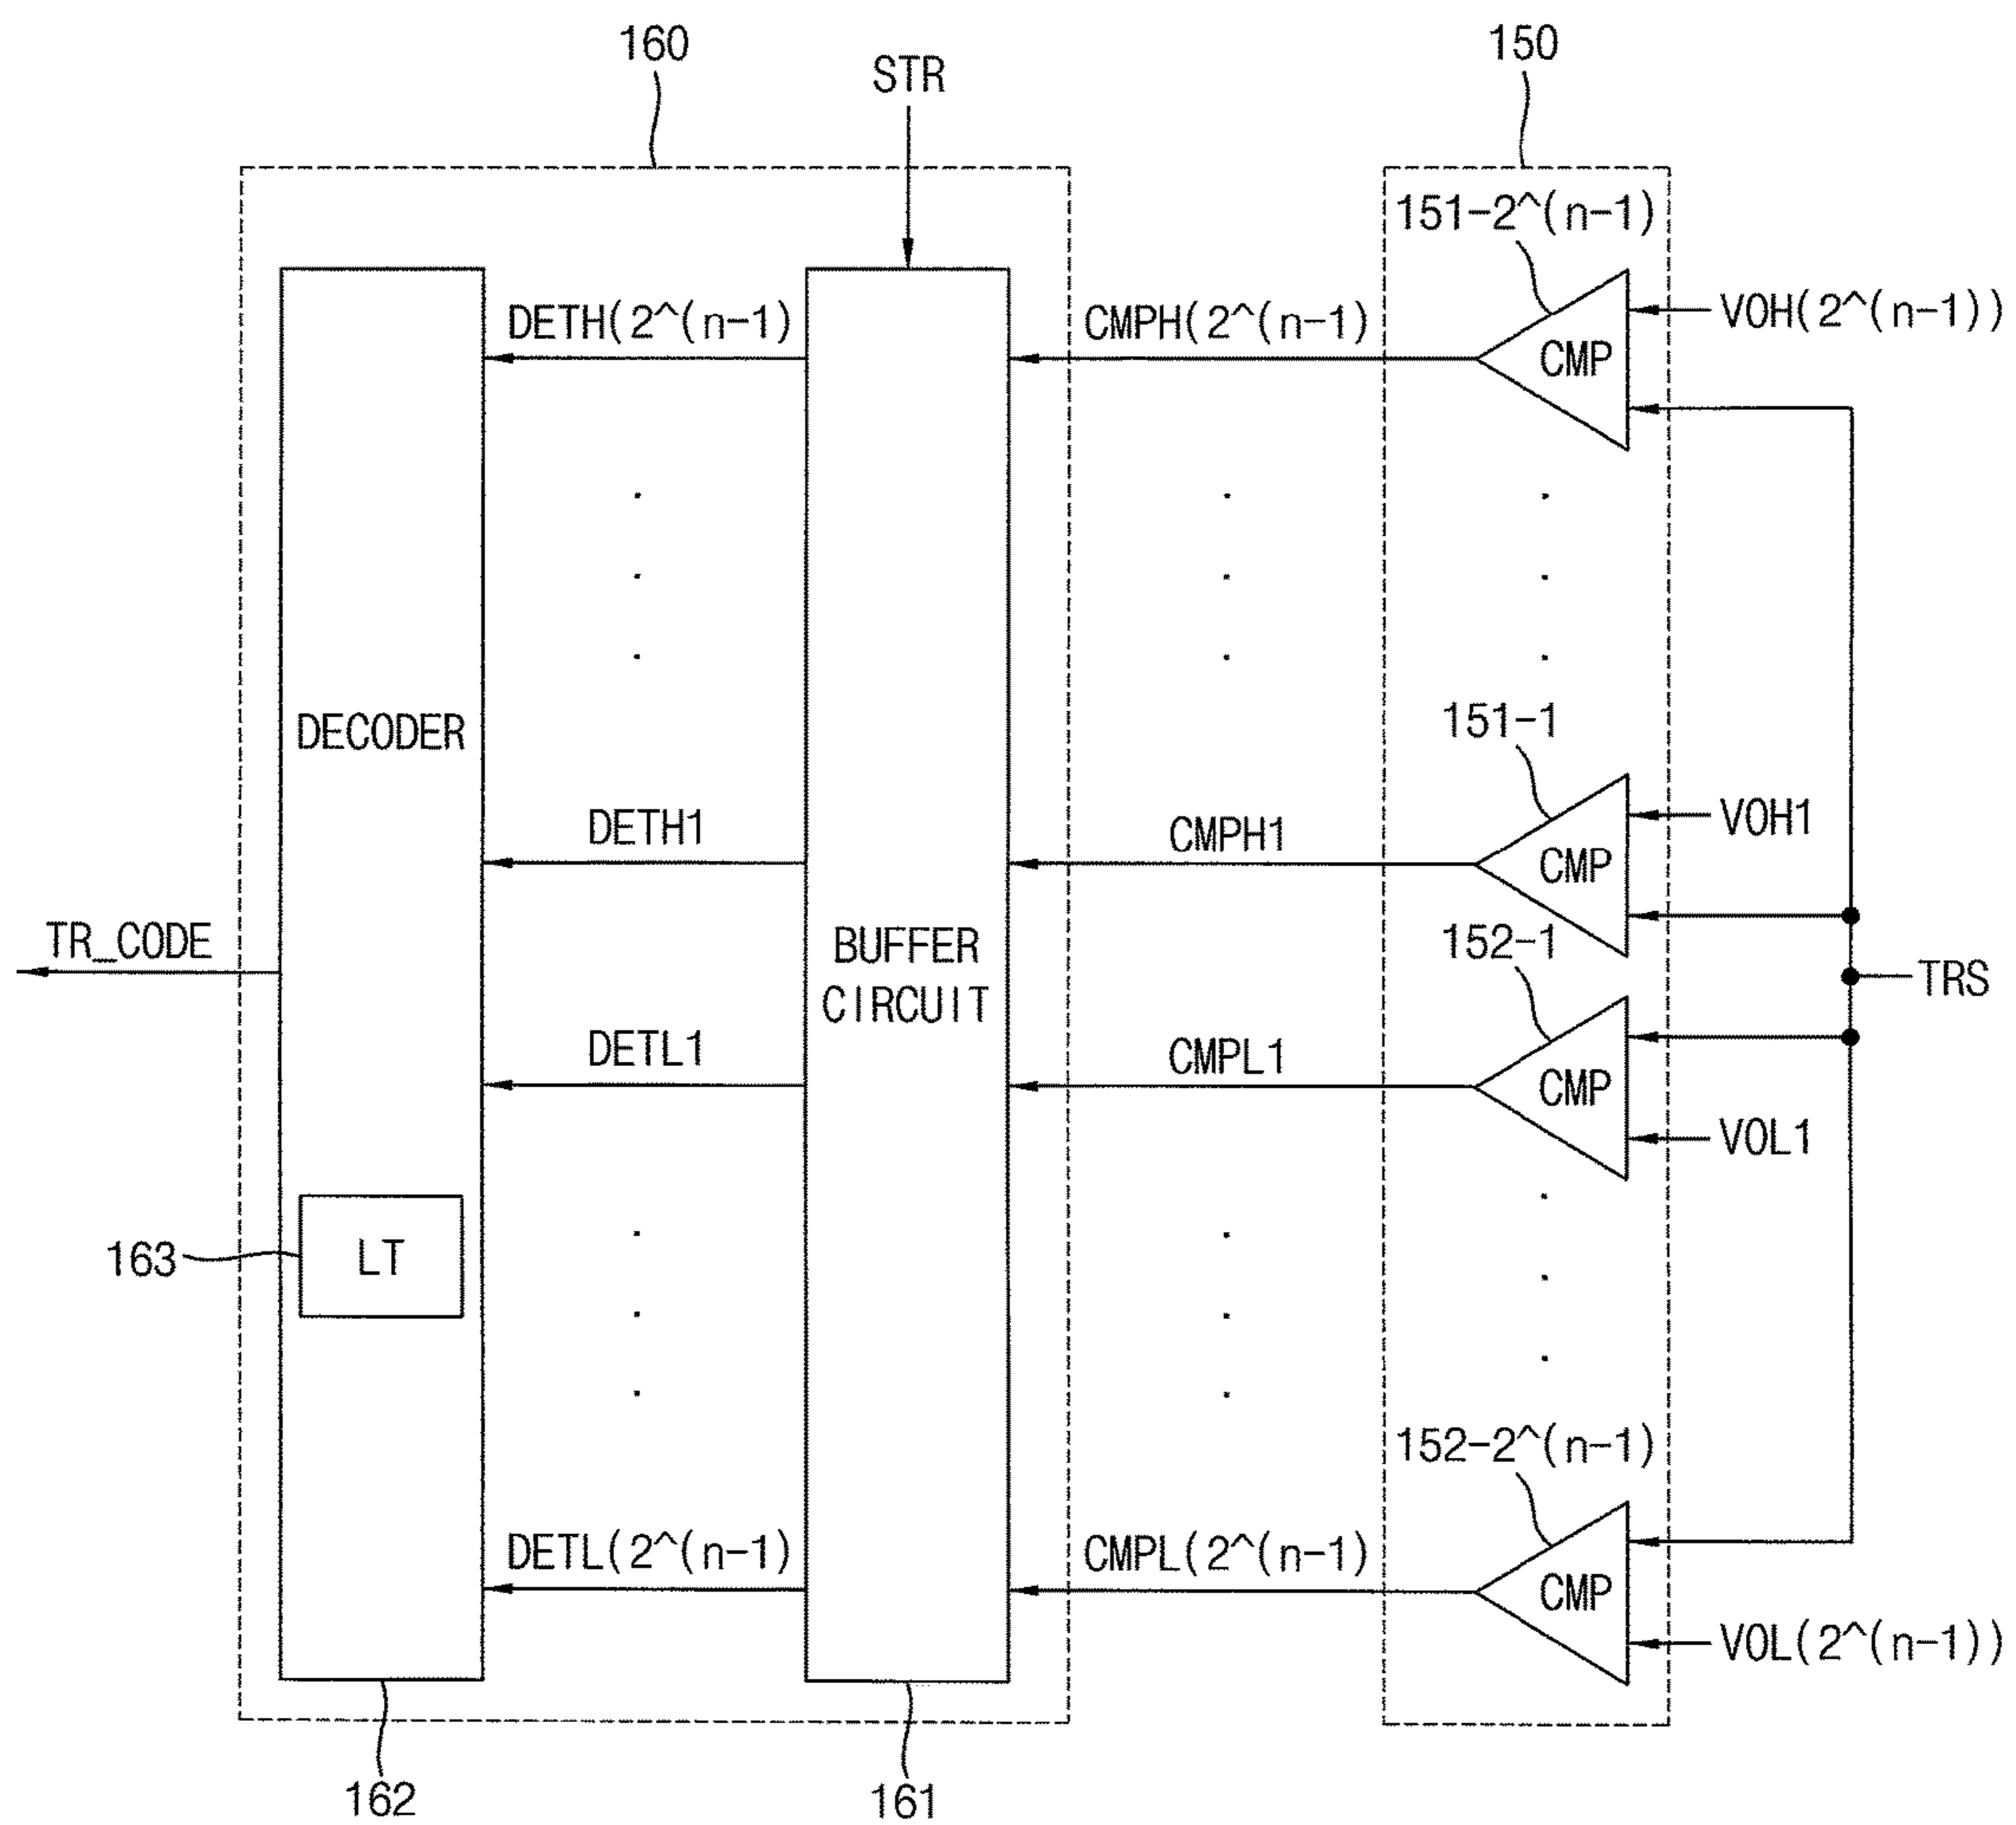 160
STR
150
151-2^(n-1)
DETH(2^(n-1)
CMPH(2^(n-1)
CMP
VOH(2^(n-1))
151-1
DECODER
DETH1
CMPH1
CMP
VOH1
TR_CODE
BUFFER
CIRCUIT
152-1
TRS
DETL1
CMPL1
CMP
VOL1
163
LT
152-2^(n-1)
DETL(2^(n-1)
CMPL(2^(n-1)
CMP
VOL(2^(n-1))
162
161